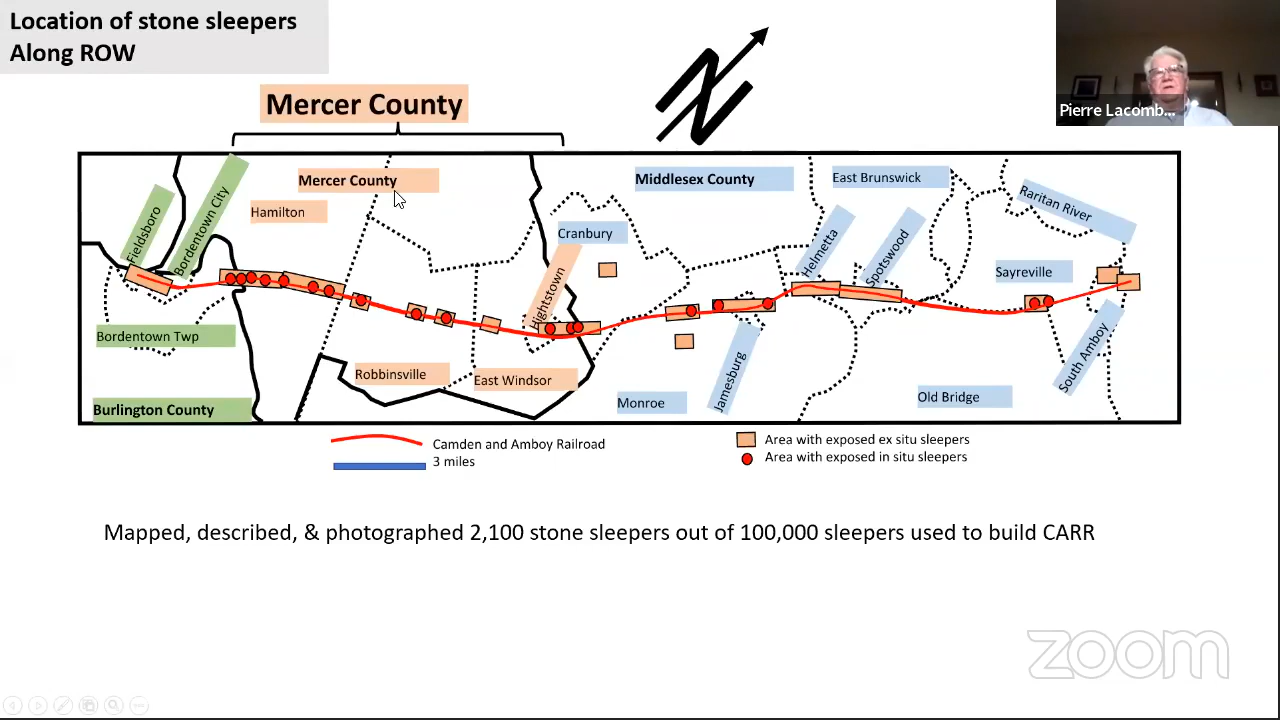 Location of stone sleepers
Along ROW
Pierre Lacomb...
Mercer County
Mercer County
Middlesex County
East Brunswick
Raritan River
Fieldsboro
Bordentown City
Hamilton
Cranbury
Helmetta
Spotswood
Sayreville
Hightstown
Bordentown Twp
Robbinsville
East Windsor
Jamesburg
South Amboy
Burlington County
Monroe
Old Bridge
Camden and Amboy Railroad
3 miles
Area with exposed ex situ sleepers
Area with exposed in situ sleepers
Mapped, described, & photographed 2,100 stone sleepers out of 100,000 sleepers used to build CARR
zoom